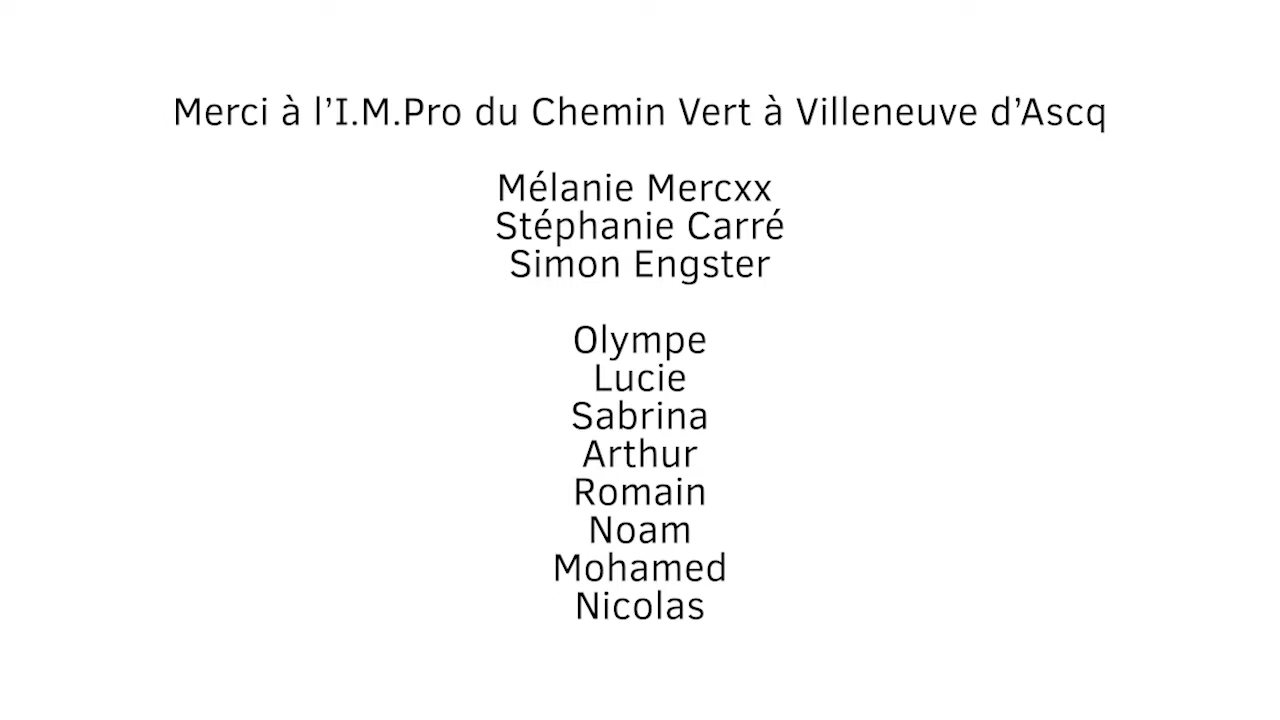 Merci à l’I.M.Pro du Chemin Vert à Villeneuve d’Ascq
Mélanie Mercxx
Stéphanie Carré
Simon Engster
Olympe
Lucie
Sabrina
Arthur
Romain
Noam
Mohamed
Nicolas